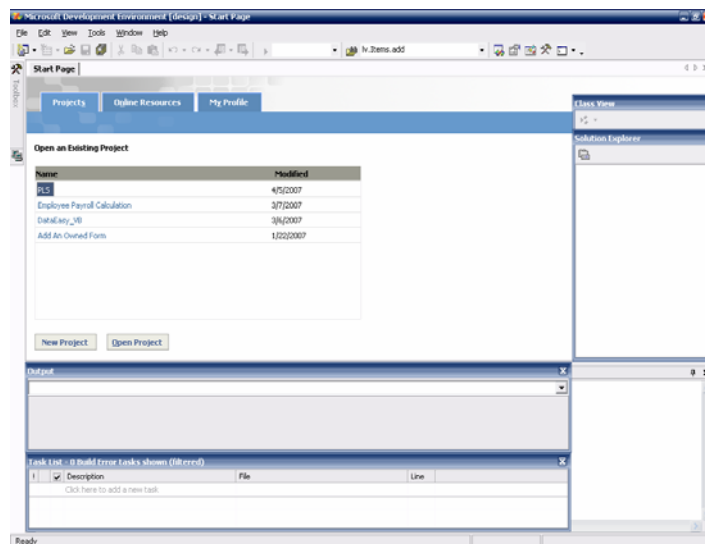 Microsoft Development Environment [design] - Start Page
File Edit View Tools Window Help
lv.Items.add
Toolbox
Start Page
Projects Online Resources My Profile
Class View
Solution Explorer
Open an Existing Project
Name Modified
PLS 4/5/2007
Employee Payroll Calculation 3/7/2007
DataEasy_VB 3/6/2007
Add An Owned Form 1/22/2007
New Project Open Project
Output
Task List - 0 Build Error tasks shown (filtered)
! Description File Line
Click here to add a new task
Ready